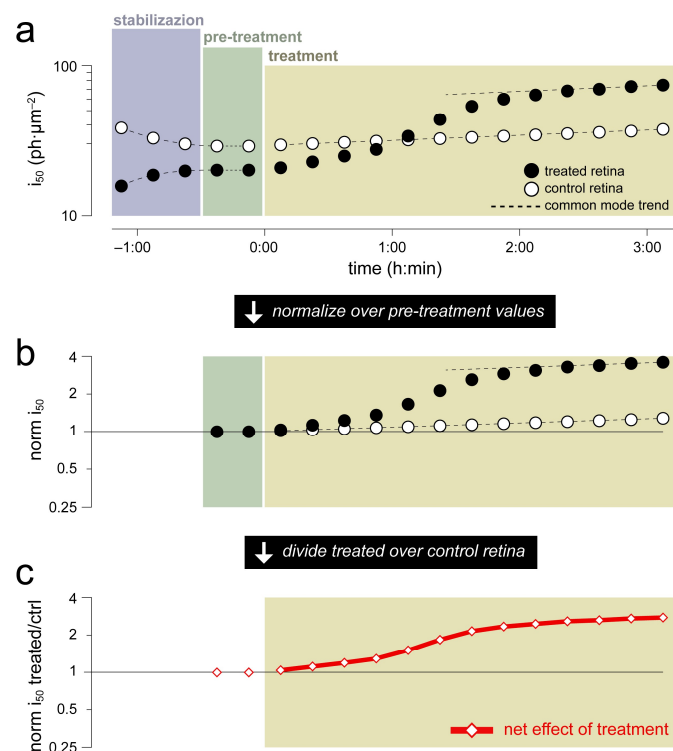 a
stabilizazon
pre-treatment
treatment
100
10
i50 (ph·µm–2)
treated retina
control retina
common mode trend
–1:00
0:00
1:00
2:00
3:00
time (h:min)
normalize over pre-treatment values
b
4
2
1
0.5
0.25
norm i50
divide treated over control retina
c
4
2
1
0.5
0.25
norm i50 treated/ctrl
net effect of treatment